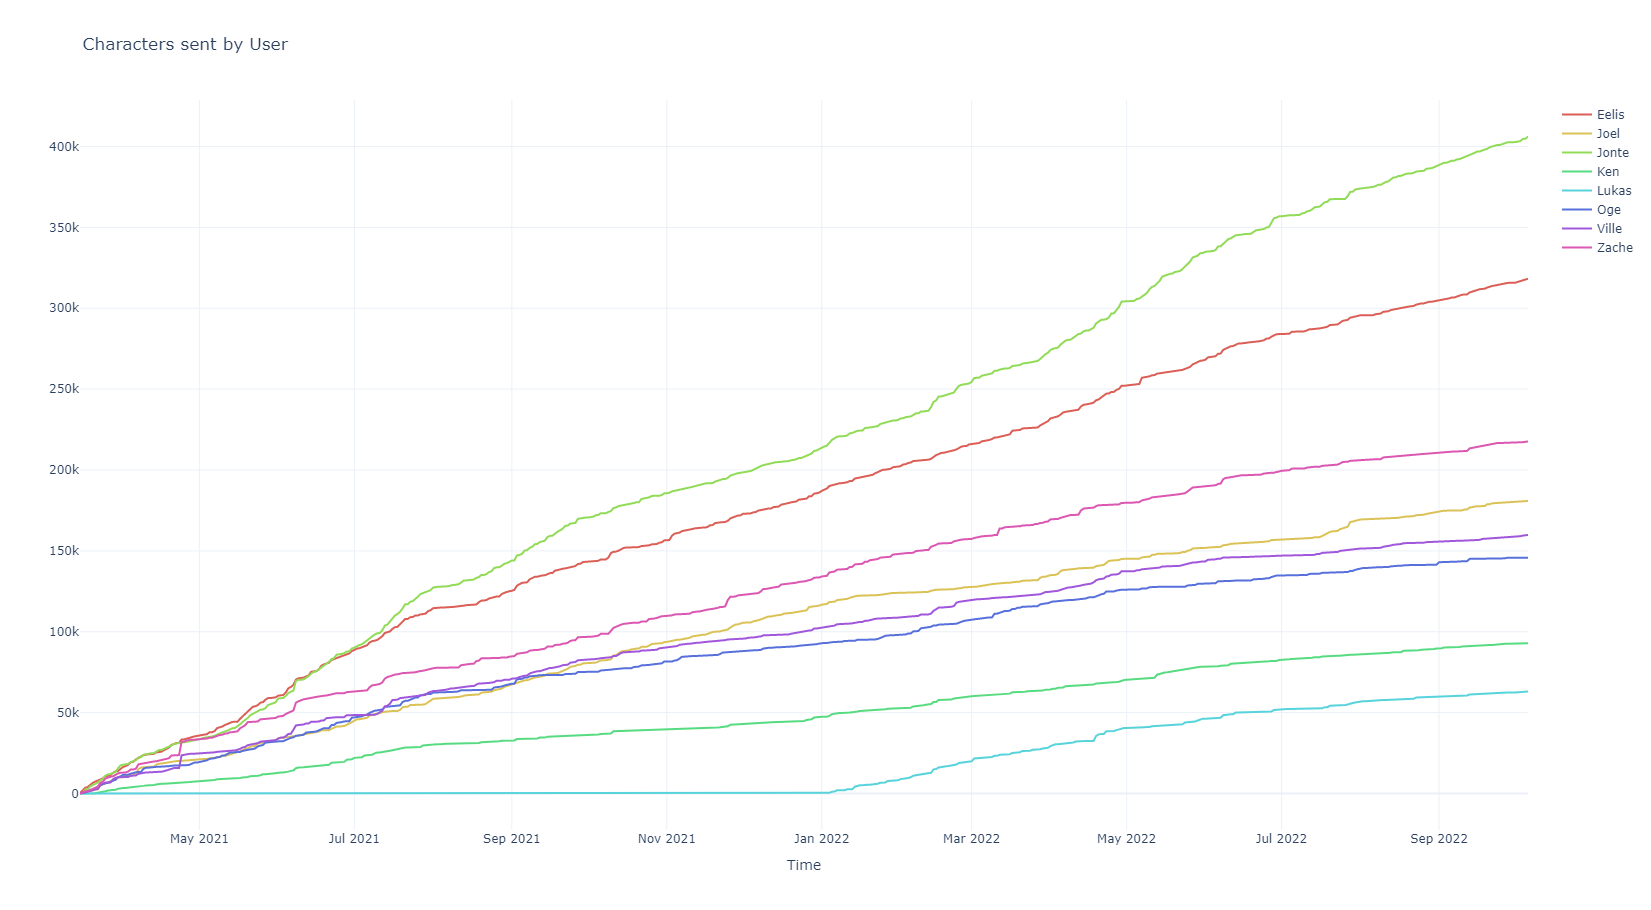 Characters sent by User
400k
350k
300k
250k
200k
150k
100k
50k
0
May 2021
Jul 2021
Sep 2021
Nov 2021
Jan 2022
Mar 2022
May 2022
Jul 2022
Sep 2022
Time
Eelis
Joel
Jonte
Ken
Lukas
Oge
Ville
Zache